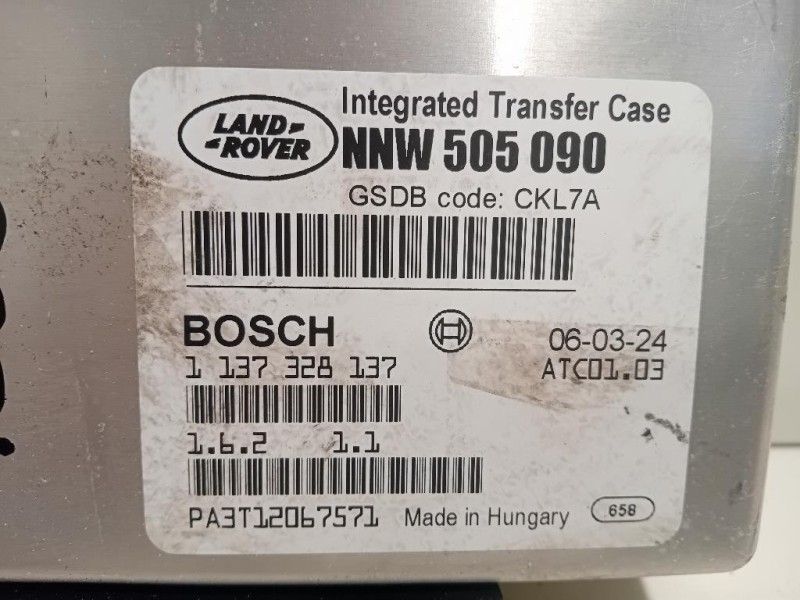 LAND-
-ROVER
Integrated Transfer Case
NNW 505 090
GSDB code: CKL7A
BOSCH
06-03-24
1 137 328 137
ATC01.03
1.6.2 1.1
PA3T12067571 Made in Hungary 658